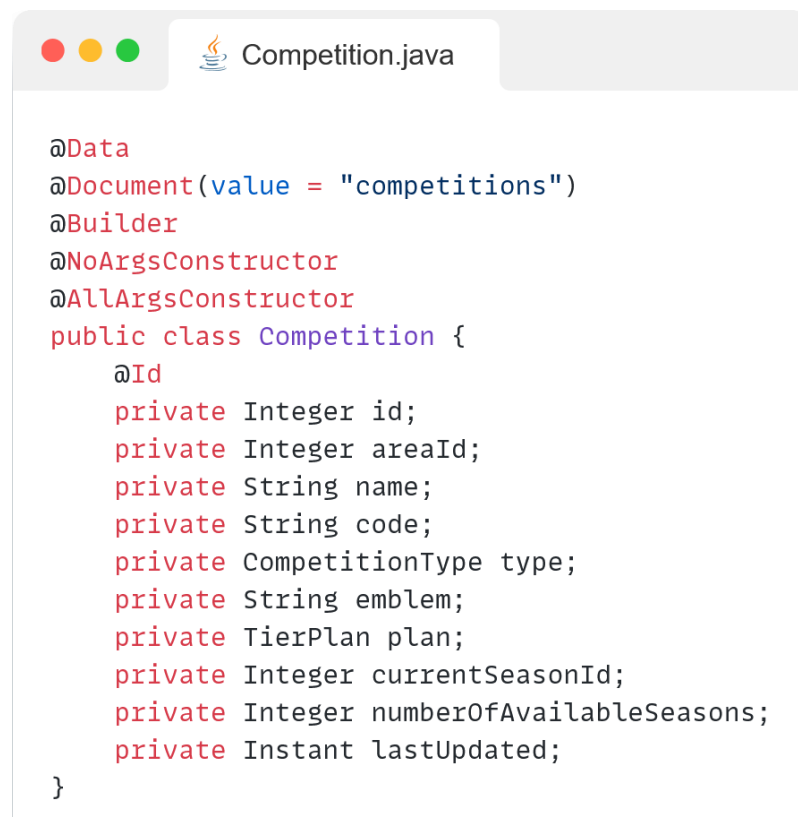 Competition.java
@Data
@Document(value = "competitions")
@Builder
@NoArgsConstructor
@AllArgsConstructor
public class Competition {
    @Id
    private Integer id;
    private Integer areaId;
    private String name;
    private String code;
    private CompetitionType type;
    private String emblem;
    private TierPlan plan;
    private Integer currentSeasonId;
    private Integer numberOfAvailableSeasons;
    private Instant lastUpdated;
}